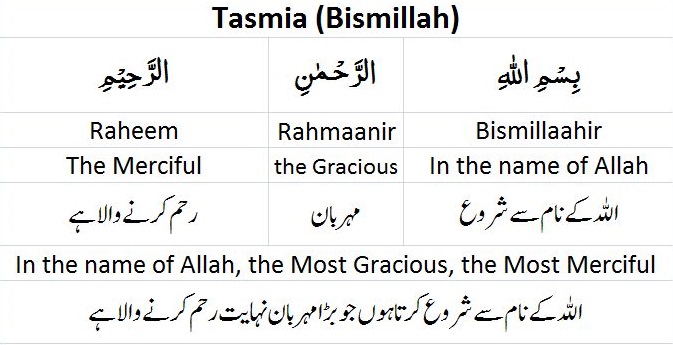 Tasmia (Bismillah)
بِسْمِ اللّٰهِ الرَّحْمٰنِ الرَّحِيْمِ
Raheem Rahmaanir Bismillaahir
The Merciful the Gracious In the name of Allah
اللہ کے نام سے شروع مہربان رحم کرنے والا ہے
In the name of Allah, the Most Gracious, the Most Merciful
اللہ کے نام سے شروع کرتا ہوں جو بڑا مہربان نہایت رحم کرنے والا ہے